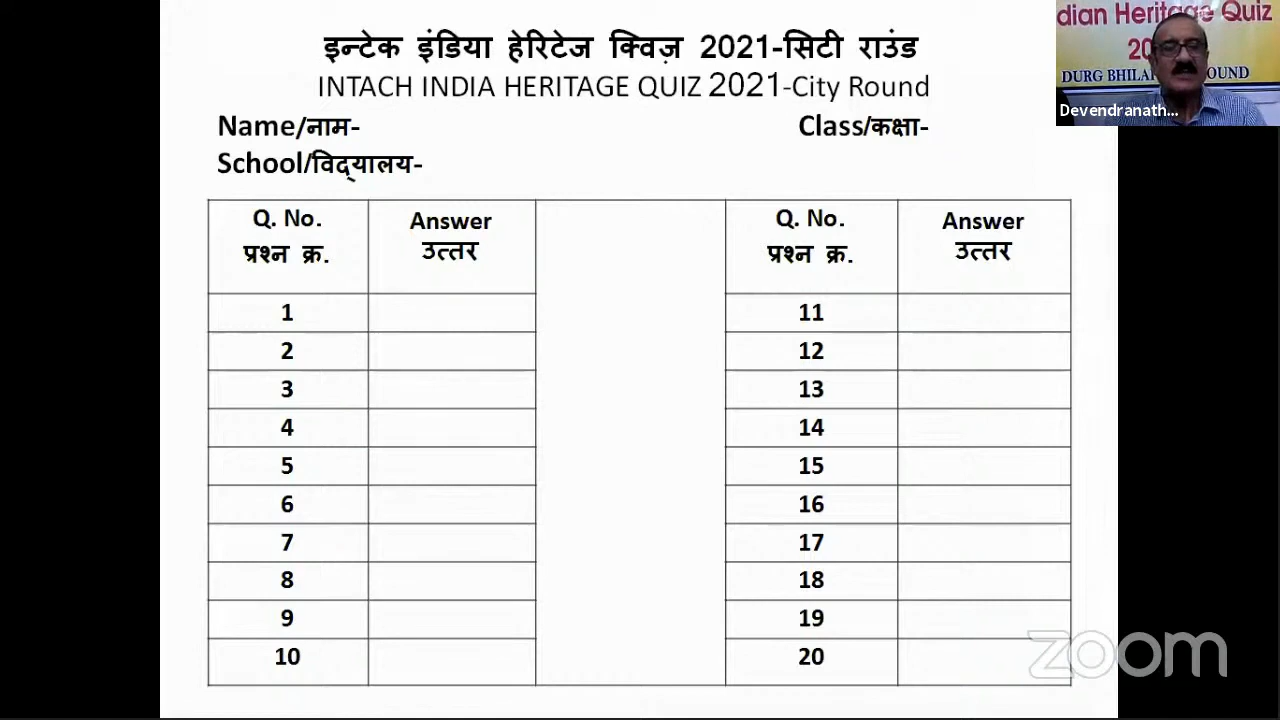 इन्टेक इंडिया हेरिटेज क्विज़ 2021-सिटी राउंड
INTACH INDIA HERITAGE QUIZ 2021-City Round
Name/नाम- Class/कक्षा-
School/विद्यालय-
Q. No. Answer Q. No. Answer
प्रश्न क्र. उत्तर प्रश्न क्र. उत्तर
1 11
2 12
3 13
4 14
5 15
6 16
7 17
8 18
9 19
10 20
dian Heritage Quiz
20
DURG BHILA OUND
Devendranath...
zoom